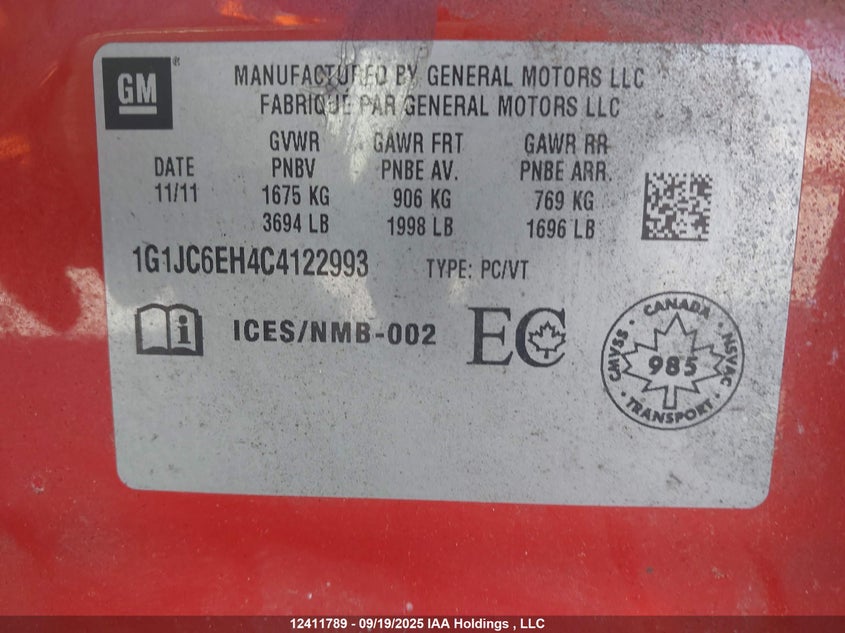 GM®
MANUFACTURED BY GENERAL MOTORS LLC
FABRIQUÉ PAR GENERAL MOTORS LLC
DATE
11/11
GVWR
PNBV
1675 KG
3694 LB
GAWR FRT
PNBE AV.
906 KG
1998 LB
GAWR RR
PNBE ARR.
769 KG
1696 LB
1G1JC6EH4C4122993 TYPE: PC/VT
i ICES/NMB-002 EC
CANADA
CMVSS
985
NSVAC
TRANSPORT
12411789 - 09/19/2025 IAA Holdings , LLC